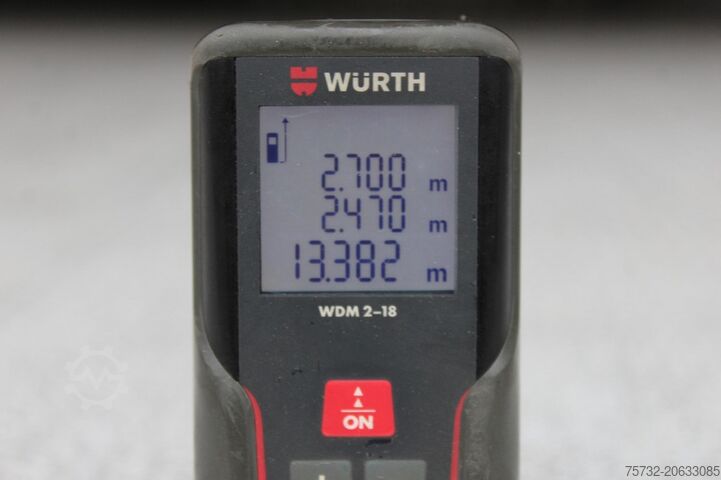 WÜRTH
2.700 m
2.470 m
13.382 m
WDM 2-18
ON
75732-20633085